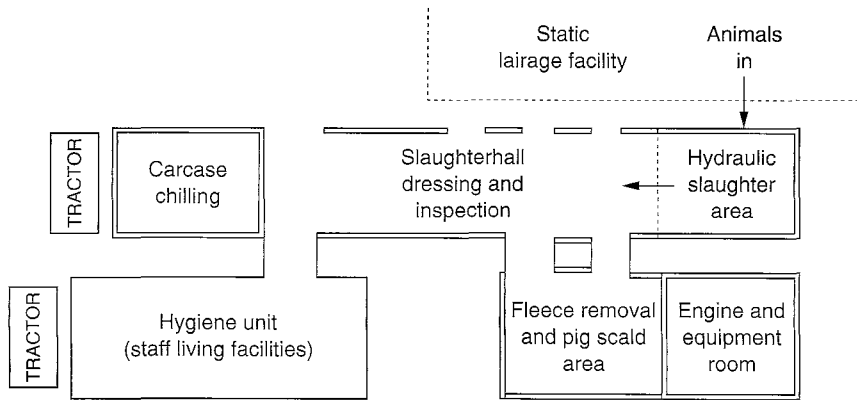 Static
lairage facility
Animals
in
TRACTOR
Carcase
chilling
Slaughterhall
dressing and
inspection
Hydraulic
slaughter
area
TRACTOR
Hygiene unit
(staff living facilities)
Fleece removal
and pig scald
area
Engine and
equipment
room